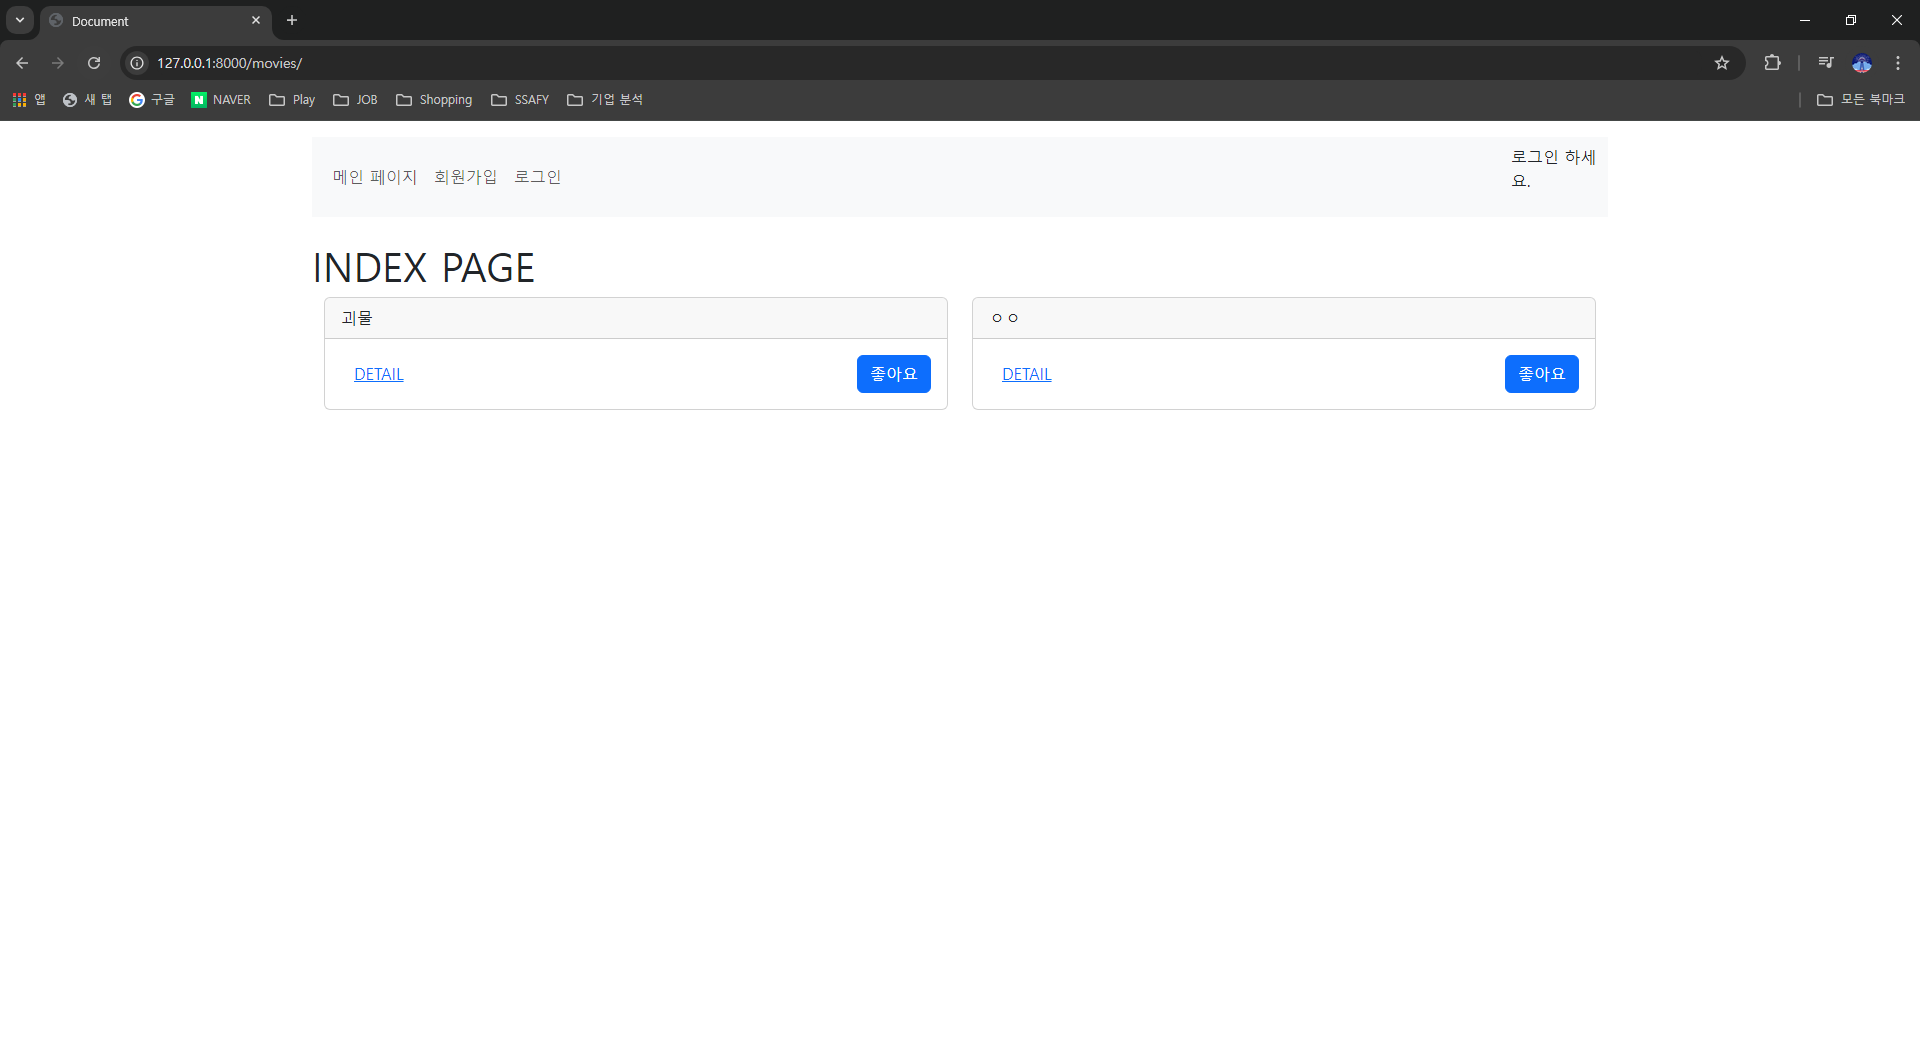 Document
127.0.0.1:8000/movies/
앱 새 탭 구글 NAVER Play JOB Shopping SSAFY 기업 분석 모든 북마크
메인 페이지 회원가입 로그인
로그인 하세
요.
INDEX PAGE
괴물
DETAIL 좋아요
ㅇㅇ
DETAIL 좋아요